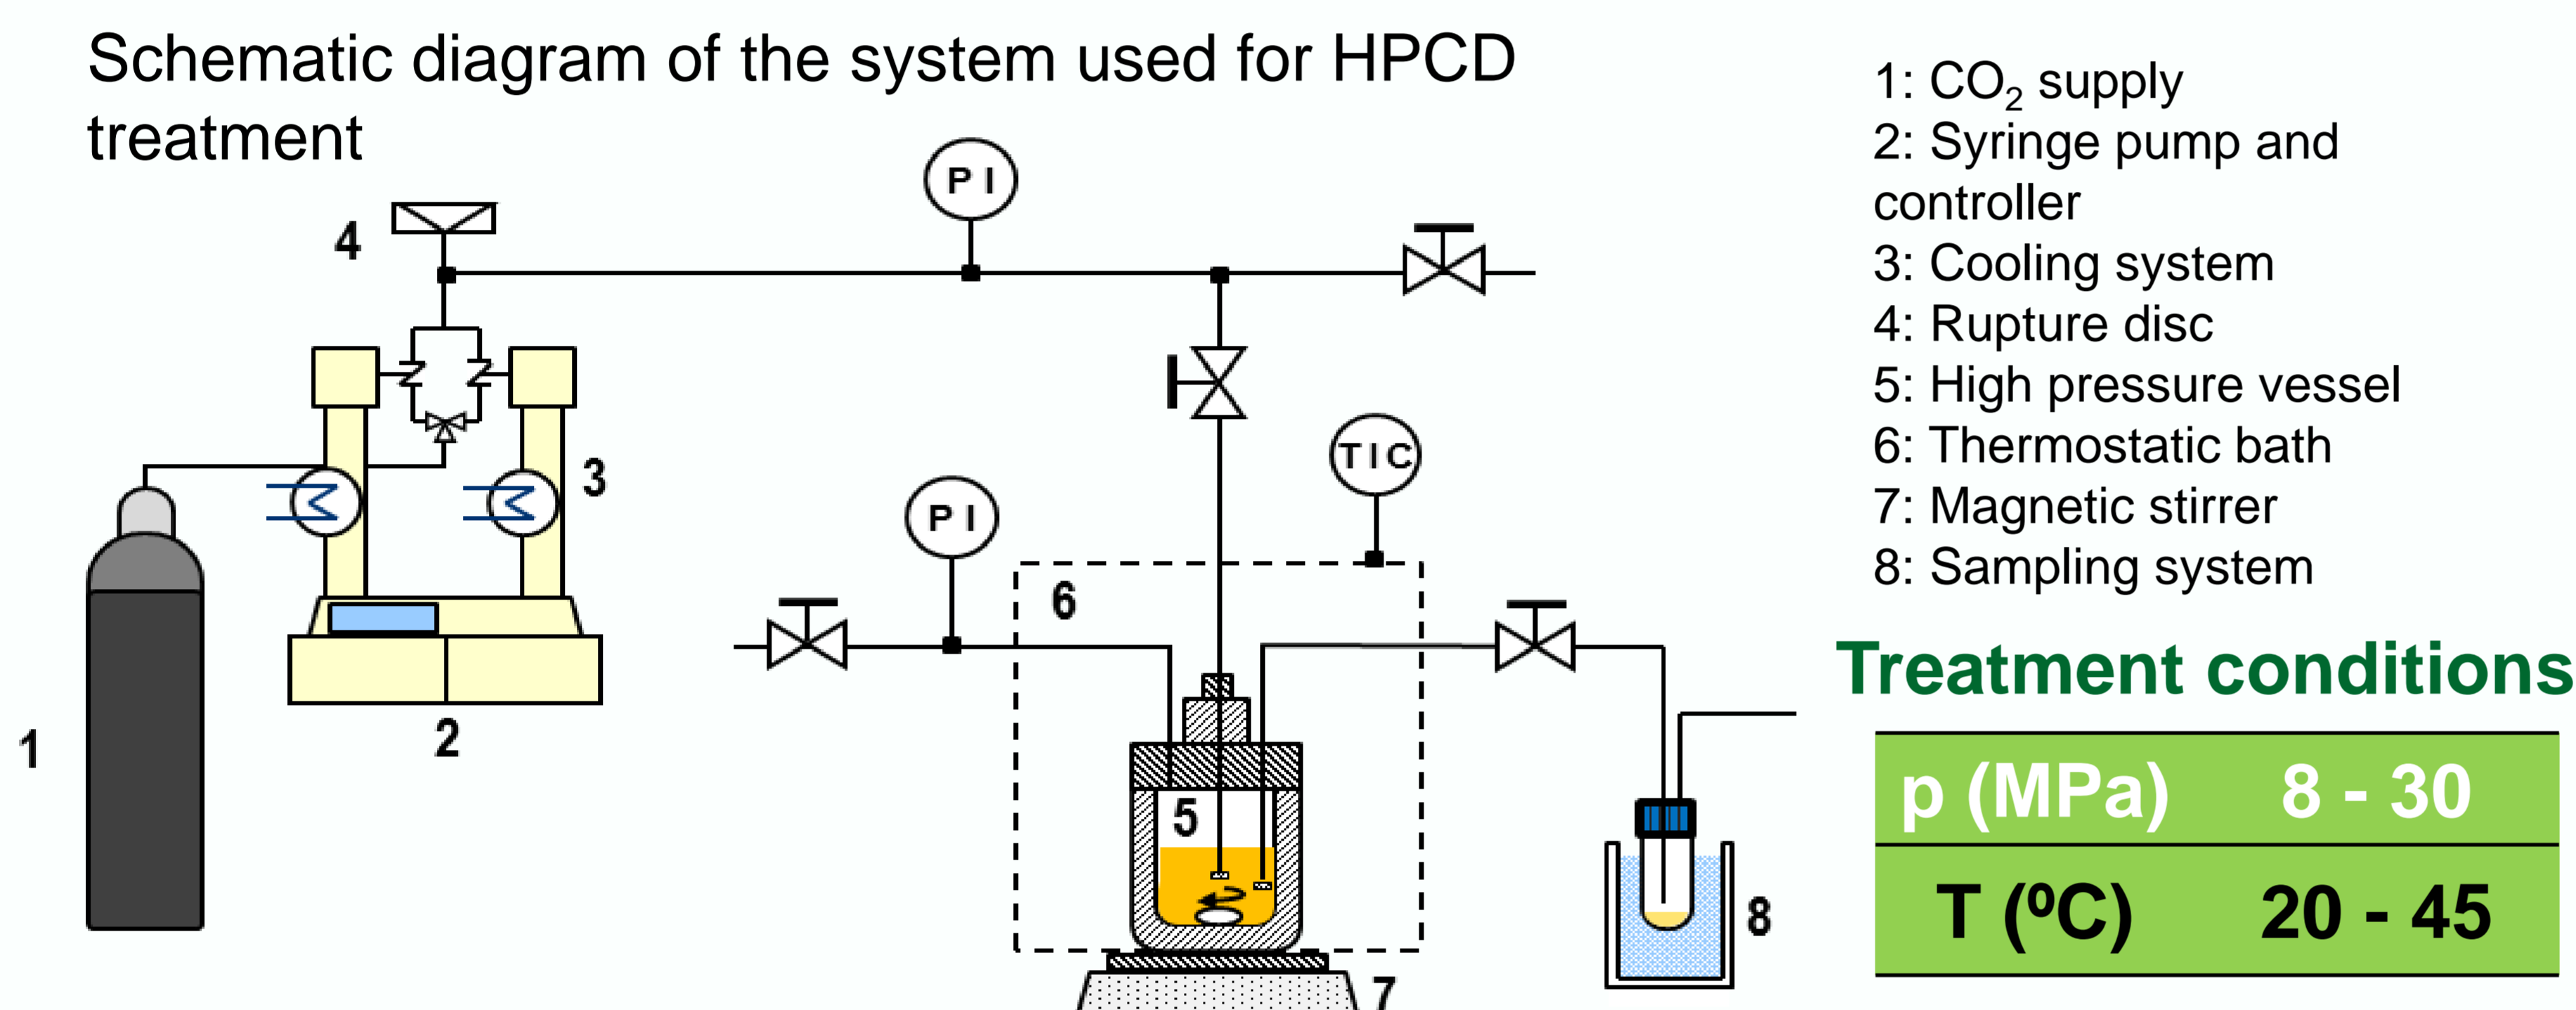 Schematic diagram of the system used for HPCD
treatment
1: CO₂ supply
2: Syringe pump and
controller
3: Cooling system
4: Rupture disc
5: High pressure vessel
6: Thermostatic bath
7: Magnetic stirrer
8: Sampling system
P I
4
3
T I C
P I
6
1
2
5
8
7
Treatment conditions
p (MPa) 8 - 30
T (ºC) 20 - 45